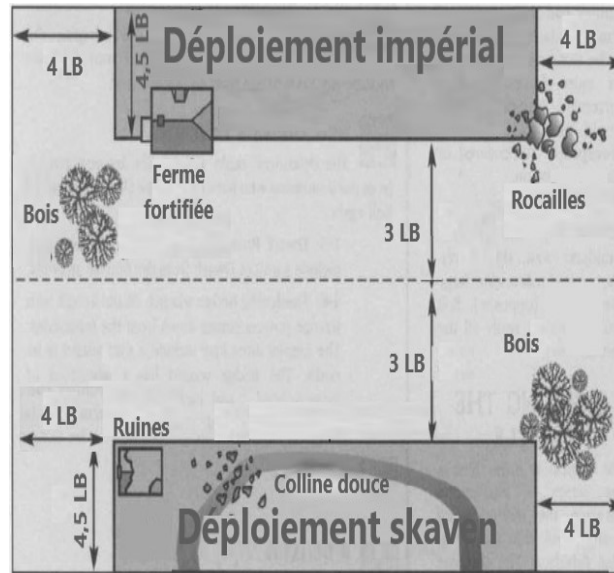 Déploiement impérial
4,5 LB
4 LB
4 LB
Ferme
fortifiée
Rocailles
Bois
3 LB
3 LB
Bois
4 LB
Ruines
Colline douce
4,5 LB
Déploiement skaven
4 LB